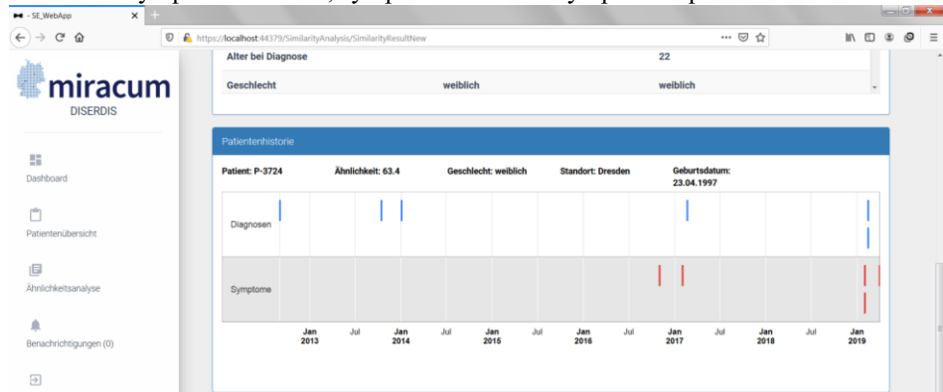 - SE_WebApp
https://localhost:44379/SimilarityAnalysis/SimilarityResultNew
miracum
DISERDIS
Dashboard
Patientenübersicht
Ähnlichkeitsanalyse
Benachrichtigungen (0)
Alter bei Diagnose 22
Geschlecht weiblich weiblich
Patientenhistorie
Patient: P-3724 Ähnlichkeit: 63.4 Geschlecht: weiblich Standort: Dresden Geburtsdatum:
23.04.1997
Diagnosen
Symptome
Jan Jul Jan Jul Jan Jul Jan Jul Jan Jul Jan Jul Jan
2013 2014 2015 2016 2017 2018 2019